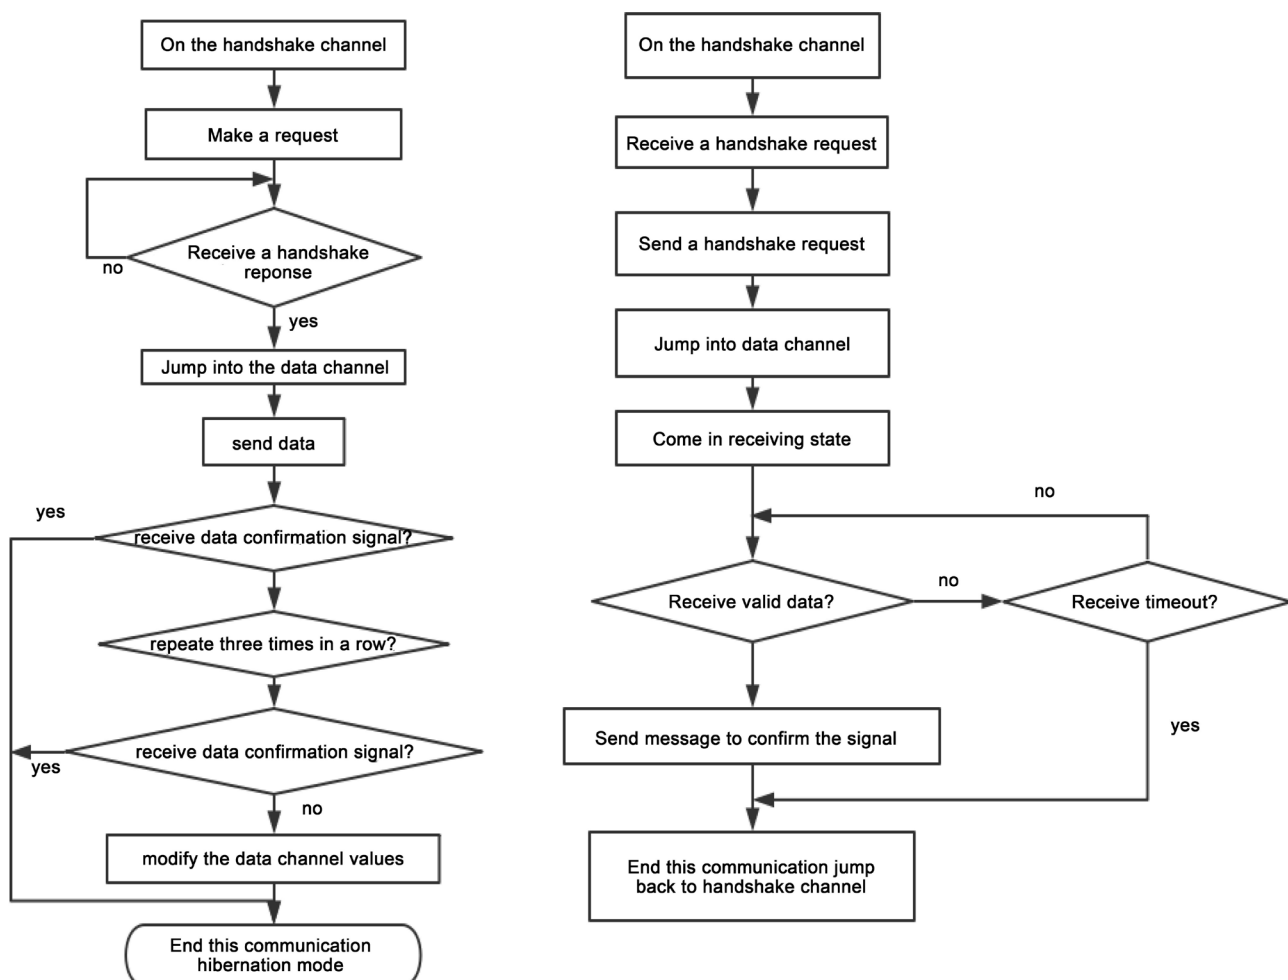 On the handshake channel
Make a request
Receive a handshake
reponse
no
yes
Jump into the data channel
send data
yes
receive data confirmation signal?
repeate three times in a row?
receive data confirmation signal?
yes
no
modify the data channel values
End this communication
hibernation mode
On the handshake channel
Receive a handshake request
Send a handshake request
Jump into data channel
Come in receiving state
no
Receive valid data?
no
Receive timeout?
yes
Send message to confirm the signal
End this communication jump
back to handshake channel